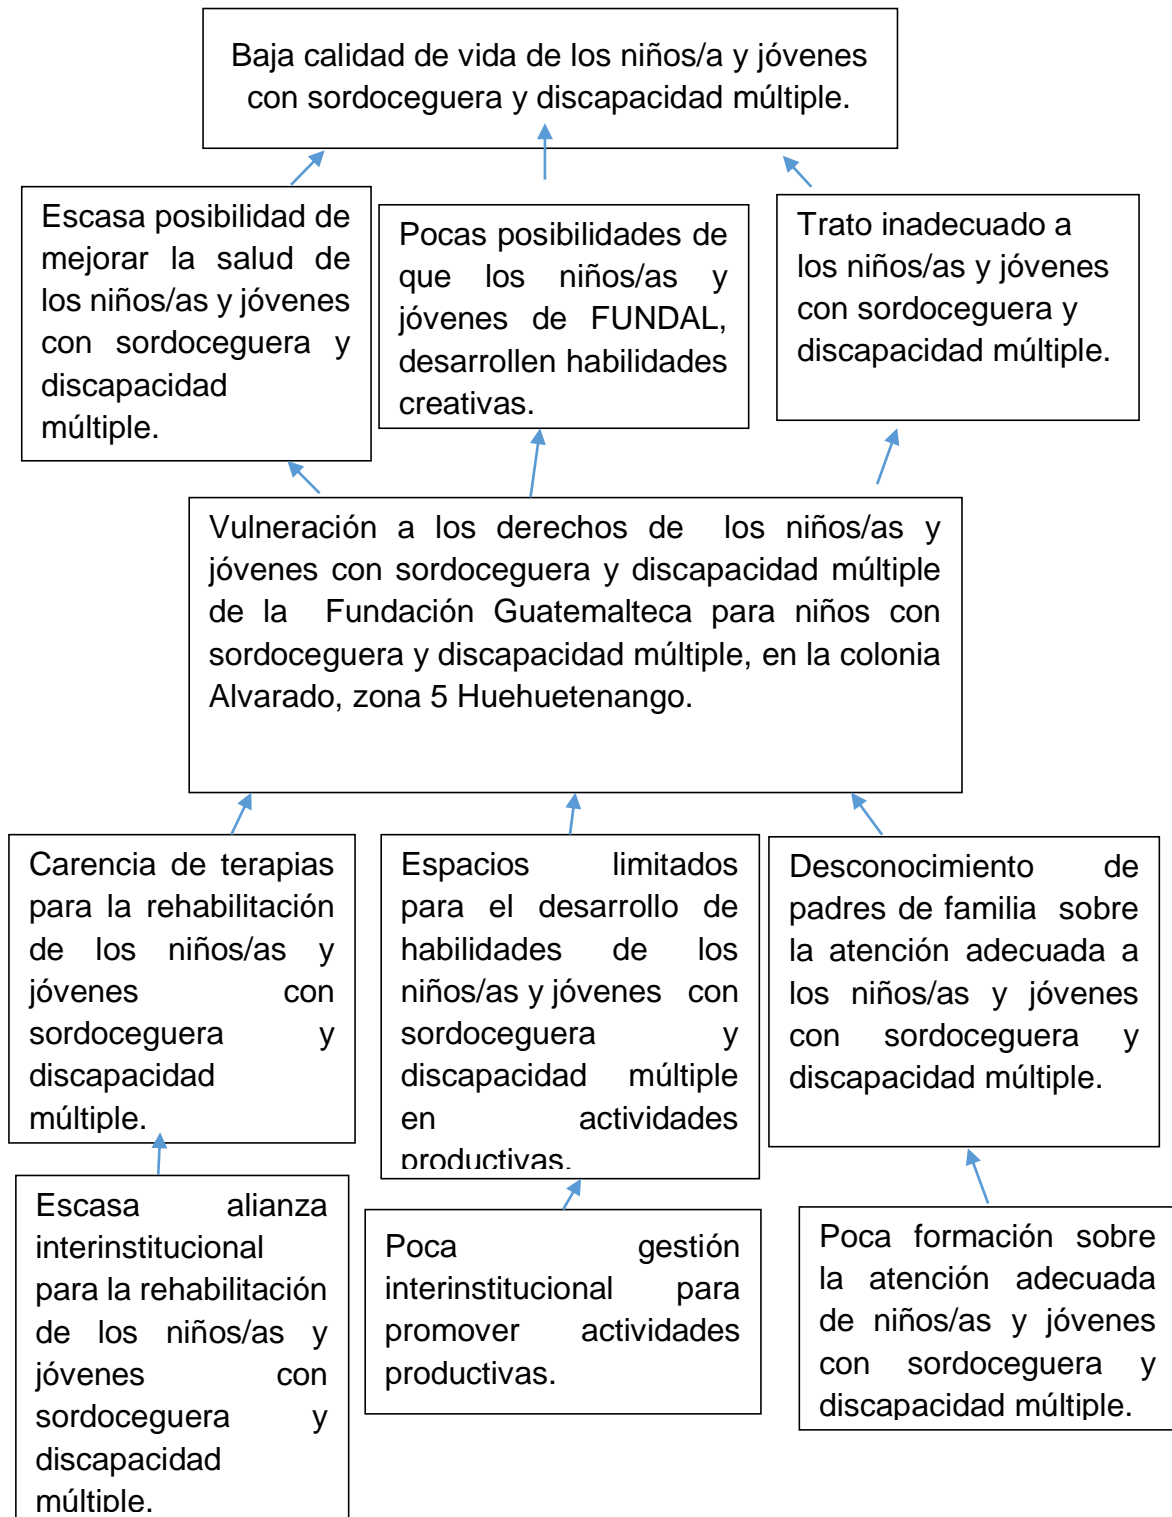 Baja calidad de vida de los niños/a y jóvenes
con sordoceguera y discapacidad múltiple.
Escasa posibilidad de
mejorar la salud de
los niños/as y jóvenes
con sordoceguera y
discapacidad
múltiple.
Pocas posibilidades de
que los niños/as y
jóvenes de FUNDAL,
desarrollen habilidades
creativas.
Trato inadecuado a
los niños/as y jóvenes
con sordoceguera y
discapacidad múltiple.
Vulneración a los derechos de los niños/as y
jóvenes con sordoceguera y discapacidad múltiple
de la Fundación Guatemalteca para niños con
sordoceguera y discapacidad múltiple, en la colonia
Alvarado, zona 5 Huehuetenango.
Carencia de terapias
para la rehabilitación
de los niños/as y
jóvenes con
sordoceguera y
discapacidad
múltiple.
Espacios limitados
para el desarrollo de
habilidades de los
niños/as y jóvenes con
sordoceguera y
discapacidad múltiple
en actividades
productivas.
Desconocimiento de
padres de familia sobre
la atención adecuada a
los niños/as y jóvenes
con sordoceguera y
discapacidad múltiple.
Escasa alianza
interinstitucional
para la rehabilitación
de los niños/as y
jóvenes con
sordoceguera y
discapacidad
múltiple.
Poca gestión
interinstitucional para
promover actividades
productivas.
Poca formación sobre
la atención adecuada
de niños/as y jóvenes
con sordoceguera y
discapacidad múltiple.